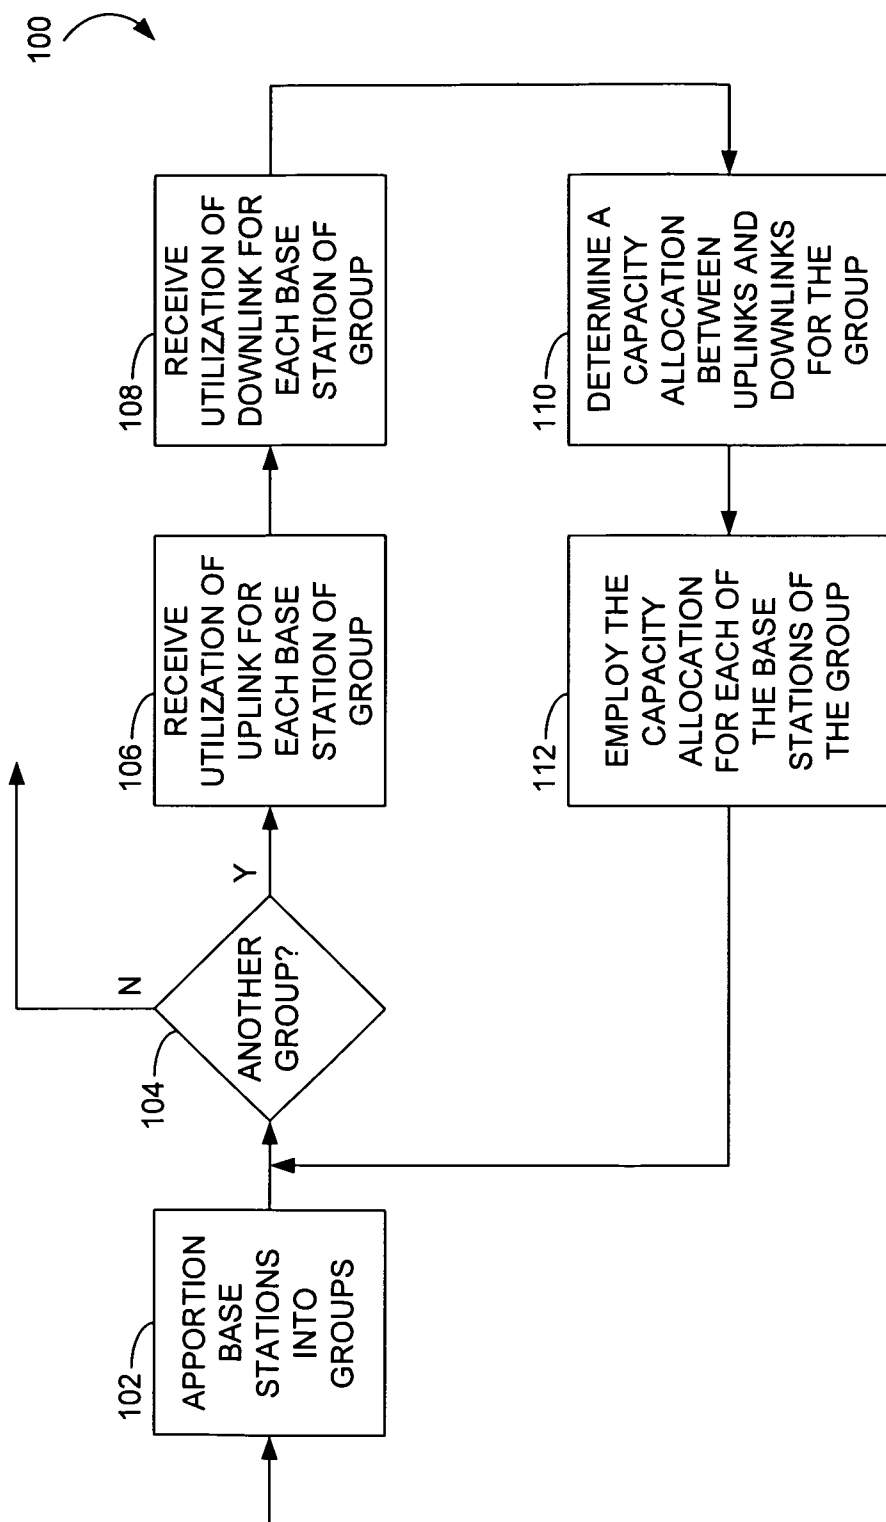 100
102
APPORTION
BASE
STATIONS
INTO
GROUPS
104
ANOTHER
GROUP?
N
Y
106
RECEIVE
UTILIZATION OF
UPLINK FOR
EACH BASE
STATION OF
GROUP
108
RECEIVE
UTILIZATION OF
DOWNLINK FOR
EACH BASE
STATION OF
GROUP
110
DETERMINE A
CAPACITY
ALLOCATION
BETWEEN
UPLINKS AND
DOWNLINKS
FOR THE
GROUP
112
EMPLOY THE
CAPACITY
ALLOCATION
FOR EACH OF
THE BASE
STATIONS OF
THE GROUP